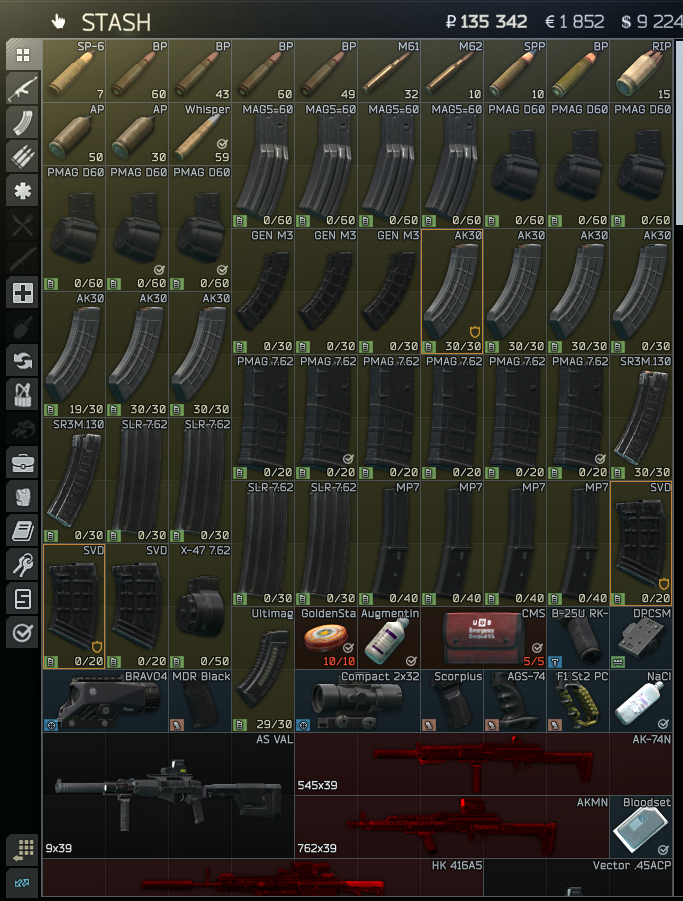 STASH ₽ 135 342 € 1 852 $ 9 224
SP-6 BP BP BP BP M61 M62 SPP BP RIP
7 60 43 60 49 32 10 10 10 15
AP AP Whisper MAG5-60 MAG5-60 MAG5-60 MAG5-60 PMAG D60 PMAG D60 PMAG D60
50 30 59
PMAG D60 PMAG D60 PMAG D60
0/60 0/60 0/60 0/60 0/60 0/60 0/60
GEN M3 GEN M3 GEN M3 AK30 AK30 AK30 AK30
0/60 0/60 0/60
AK30 AK30 AK30
0/30 0/30 0/30 30/30 30/30 0/30 0/30
PMAG 7.62 PMAG 7.62 PMAG 7.62 PMAG 7.62 PMAG 7.62 PMAG 7.62 SR3M.130
19/30 30/30 30/30
SR3M.130 SLR-7.62 SLR-7.62
0/20 0/20 0/20 0/20 0/20 0/20 30/30
SLR-7.62 SLR-7.62 MP7 MP7 MP7 MP7 SVD
0/30 0/30 0/30
SVD SVD X-47 7.62
0/30 0/30 0/40 0/40 0/40 0/40 0/20
Ultimag GoldenSta Augmentin CMS B-25U RK- DPCSM
Emergency
Surgical Kit
0/20 0/20 0/50 10/10 5/5
BRAVO4 MDR Black Compact 2x32 Scorpius AGS-74 F1 St2 PC NaCl
29/30
AS VAL AK-74N
545x39
AKMN Bloodset
9x39 762x39
HK 416A5 Vector .45ACP